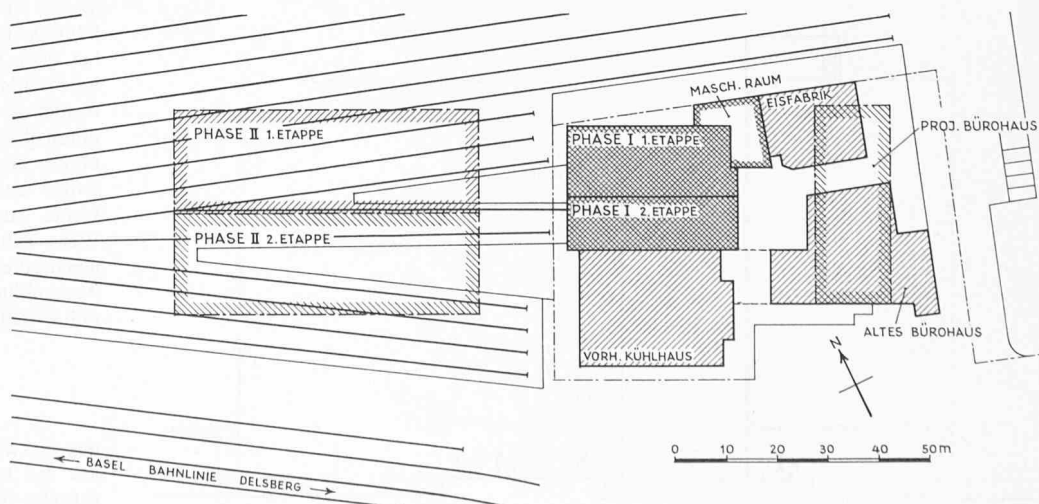 MASCH. RAUM
EISFABRIK
PHASE II 1. ETAPPE
PHASE I 1. ETAPPE
PROJ. BÜROHAUS
PHASE I 2. ETAPPE
PHASE II 2. ETAPPE
ALTES BÜROHAUS
VORH. KÜHLHAUS
N
0 10 20 30 40 50 m
BASEL BAHNLINIE DELSBERG